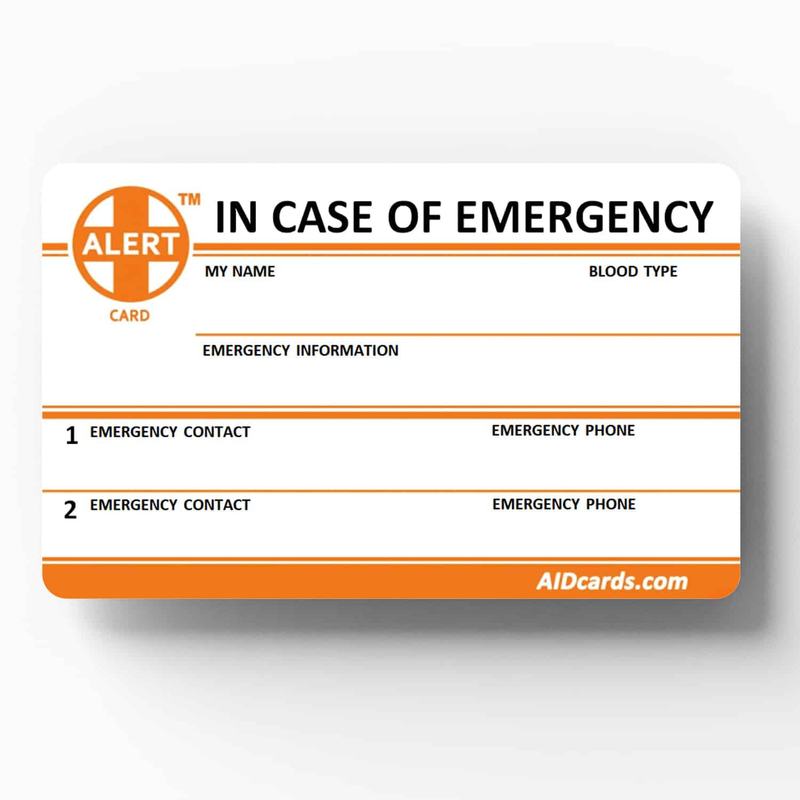 TM
IN CASE OF EMERGENCY
ALERT
CARD
MY NAME BLOOD TYPE
EMERGENCY INFORMATION
1 EMERGENCY CONTACT EMERGENCY PHONE
2 EMERGENCY CONTACT EMERGENCY PHONE
AIDcards.com